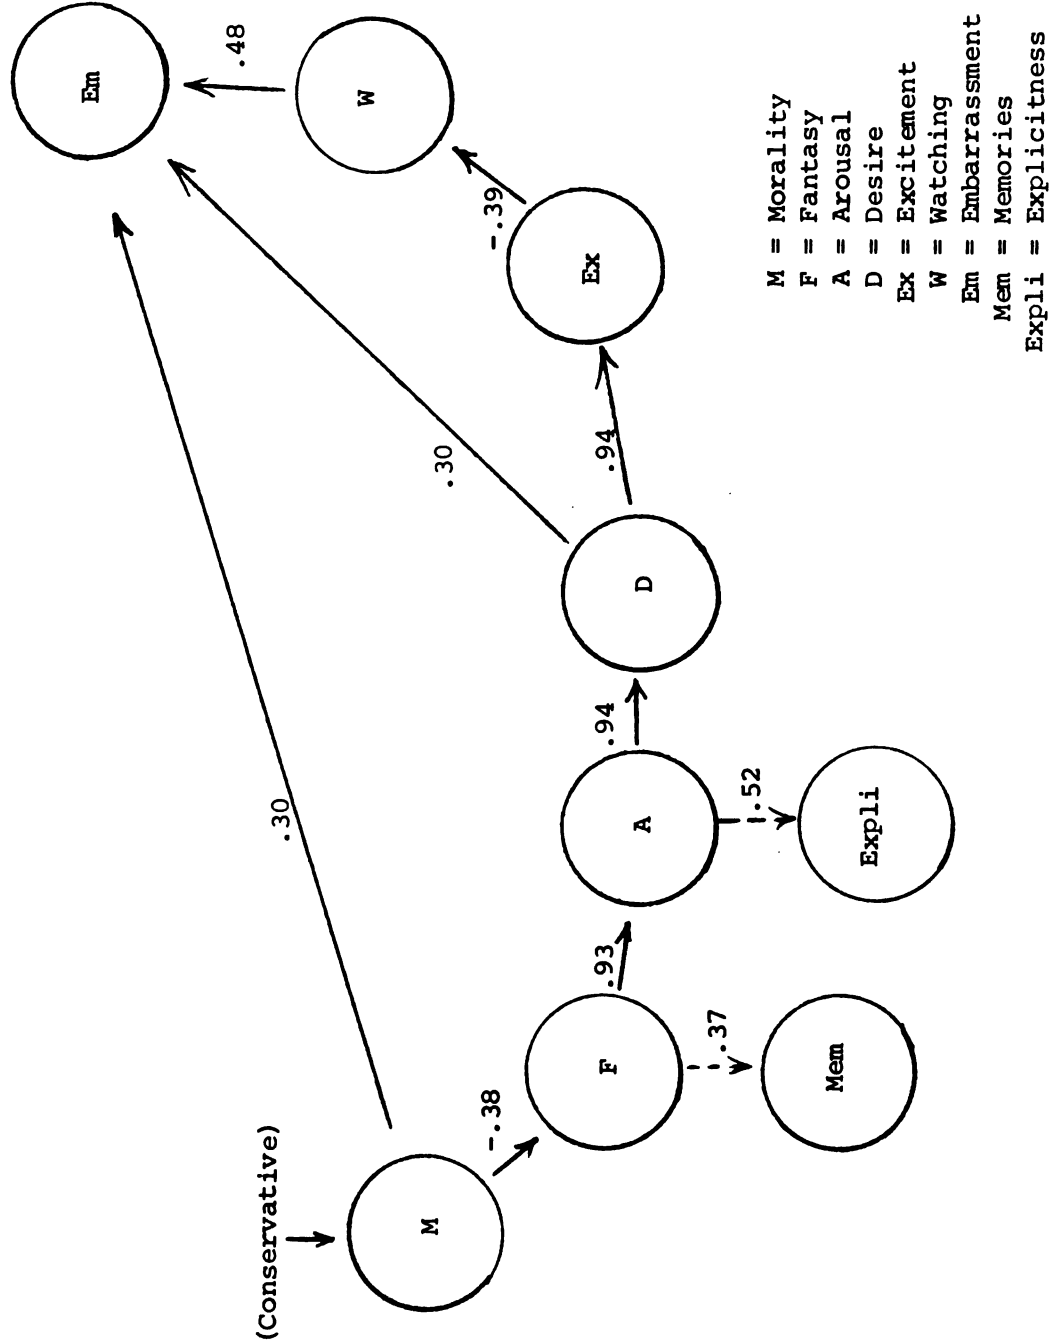 (Conservative)
M
-.38
F
.37
Mem
.93
A
.52
Expli
.94
D
.94
Ex
-.39
W
.48
Em
.30
.30
M = Morality
F = Fantasy
A = Arousal
D = Desire
Ex = Excitement
W = Watching
Em = Embarrassment
Mem = Memories
Expli = Explicitness